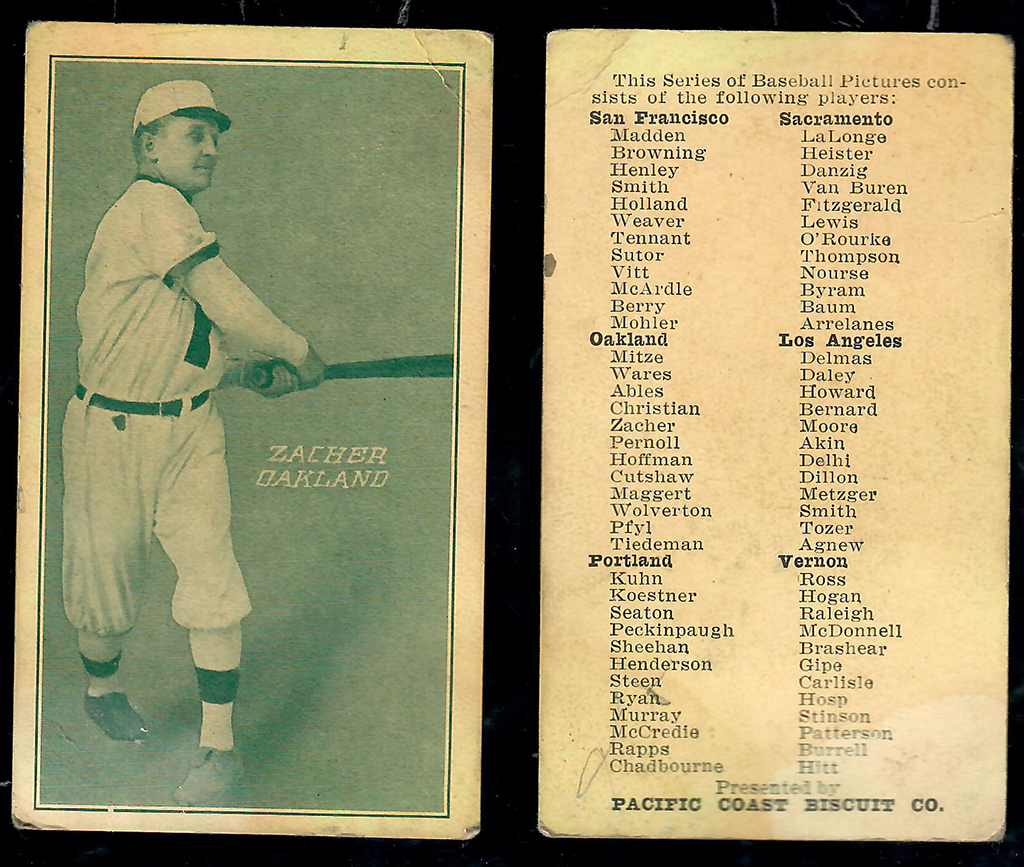 ZACHER
OAKLAND
This Series of Baseball Pictures con-
sists of the following players:
San Francisco
Madden
Browning
Henley
Smith
Holland
Weaver
Tennant
Sutor
Vitt
McArdle
Berry
Mohler
Oakland
Mitze
Wares
Ables
Christian
Zacher
Pernoll
Hoffman
Cutshaw
Maggert
Wolverton
Pfyl
Tiedeman
Portland
Kuhn
Koestner
Seaton
Peckinpaugh
Sheehan
Henderson
Steen
Ryan
Murray
McCredie
Rapps
Chadbourne
Sacramento
LaLonge
Heister
Danzig
Van Buren
Fitzgerald
Lewis
O'Rourke
Thompson
Nourse
Byram
Baum
Arrelanes
Los Angeles
Delmas
Daley
Howard
Bernard
Moore
Akin
Delhi
Dillon
Metzger
Smith
Tozer
Agnew
Vernon
Ross
Hogan
Raleigh
McDonnell
Brashear
Gipe
Carlisle
Hosp
Stinson
Patterson
Burrell
Hitt
Presented by
PACIFIC COAST BISCUIT CO.